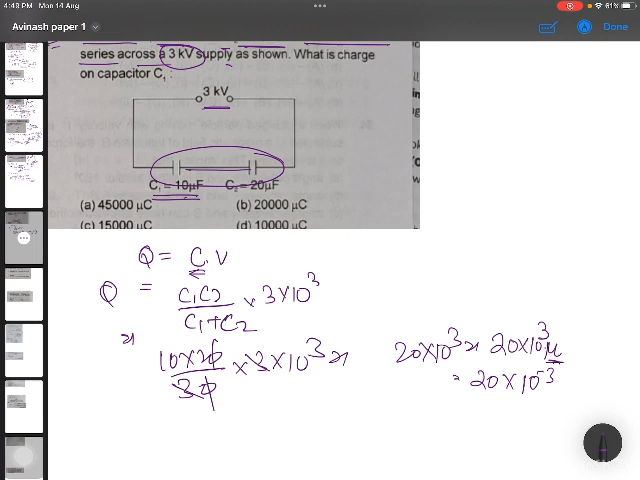 4:49 PM Mon 14 Aug
61%
Avinash paper 1
Done
series across a 3 kV supply as shown. What is charge
on capacitor C₁ :
3 kV
C₁ = 10μF C₂ = 20μF
(a) 45000 μC (b) 20000 μC
(c) 15000 μC (d) 10000 μC
Q = C.V
Q = C1C2/C1+C2 × 3×10³
10×20/30 × 3×10³
20×10³ 20×10³μ
= 20×10⁻³